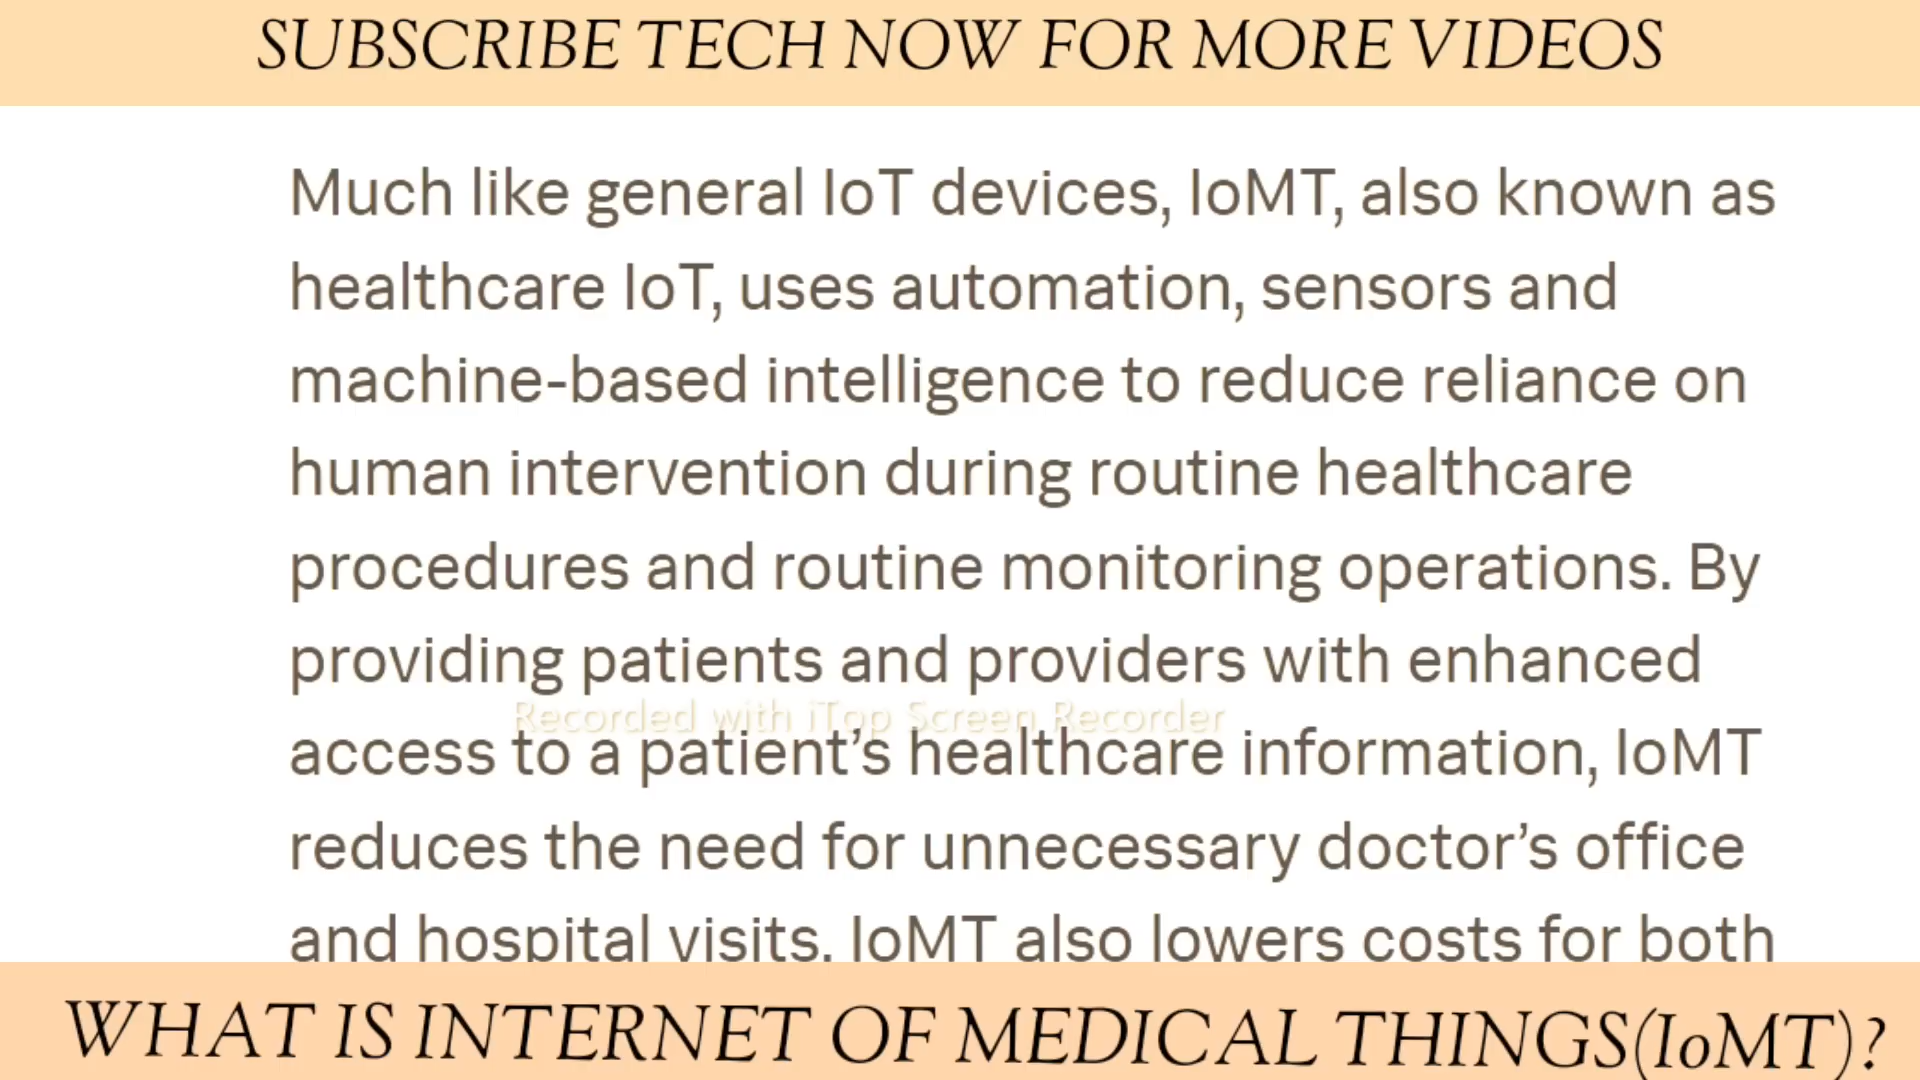 SUBSCRIBE TECH NOW FOR MORE VIDEOS
Much like general IoT devices, IoMT, also known as
healthcare IoT, uses automation, sensors and
machine-based intelligence to reduce reliance on
human intervention during routine healthcare
procedures and routine monitoring operations. By
providing patients and providers with enhanced
Recorded with iTop Screen Recorder
access to a patient’s healthcare information, IoMT
reduces the need for unnecessary doctor’s office
and hospital visits. IoMT also lowers costs for both
WHAT IS INTERNET OF MEDICAL THINGS(IoMT)?